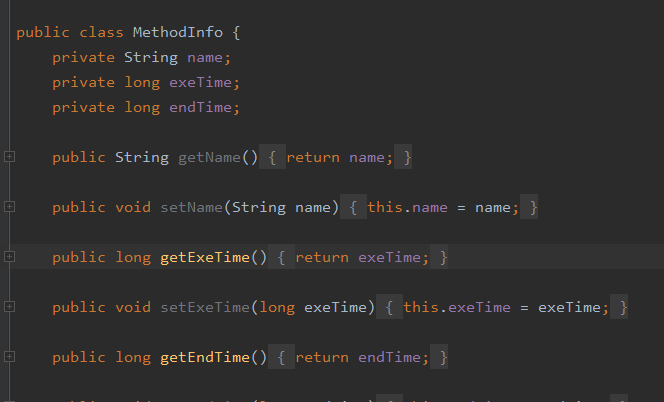 public class MethodInfo {
private String name;
private long exeTime;
private long endTime;
public String getName() { return name; }
public void setName(String name) { this.name = name; }
public long getExeTime() { return exeTime; }
public void setExeTime(long exeTime) { this.exeTime = exeTime; }
public long getEndTime() { return endTime; }